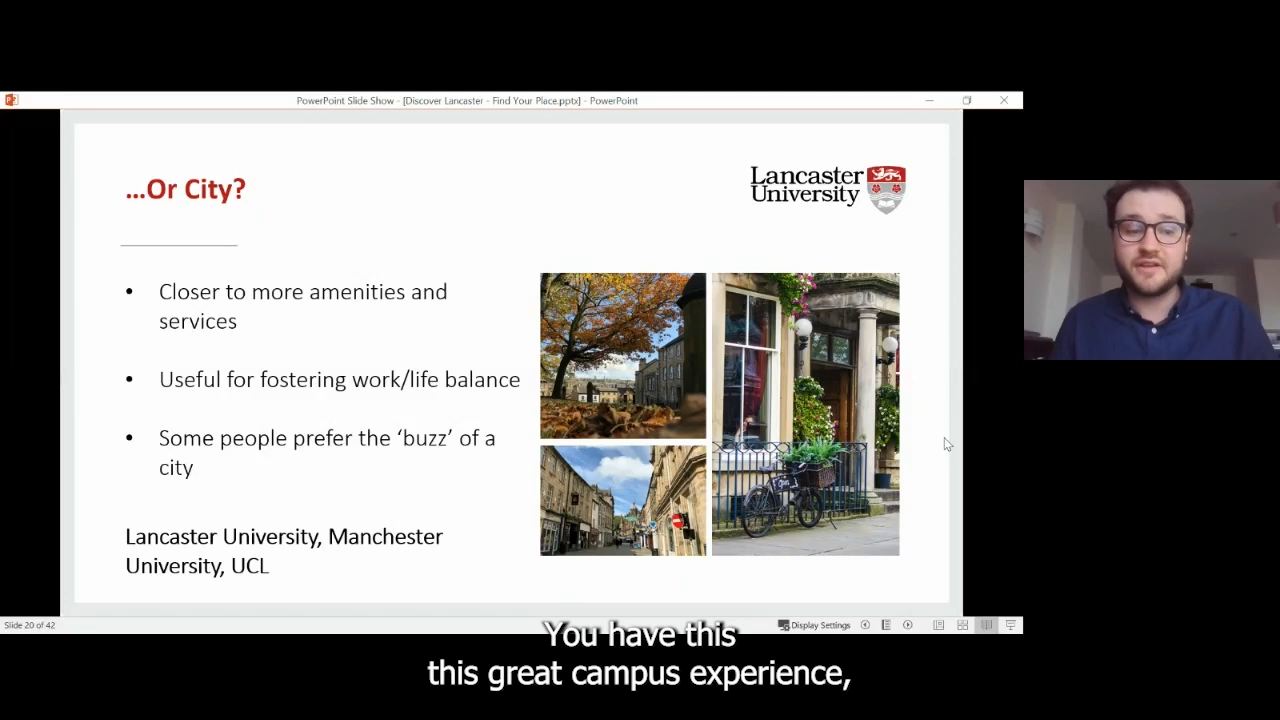 PowerPoint Slide Show - [Discover Lancaster - Find Your Place.pptx] - PowerPoint
...Or City?
Lancaster
University
• Closer to more amenities and
services
• Useful for fostering work/life balance
• Some people prefer the ‘buzz’ of a
city
Lancaster University, Manchester
University, UCL
Slide 20 of 42
Display Settings
You have this
this great campus experience,